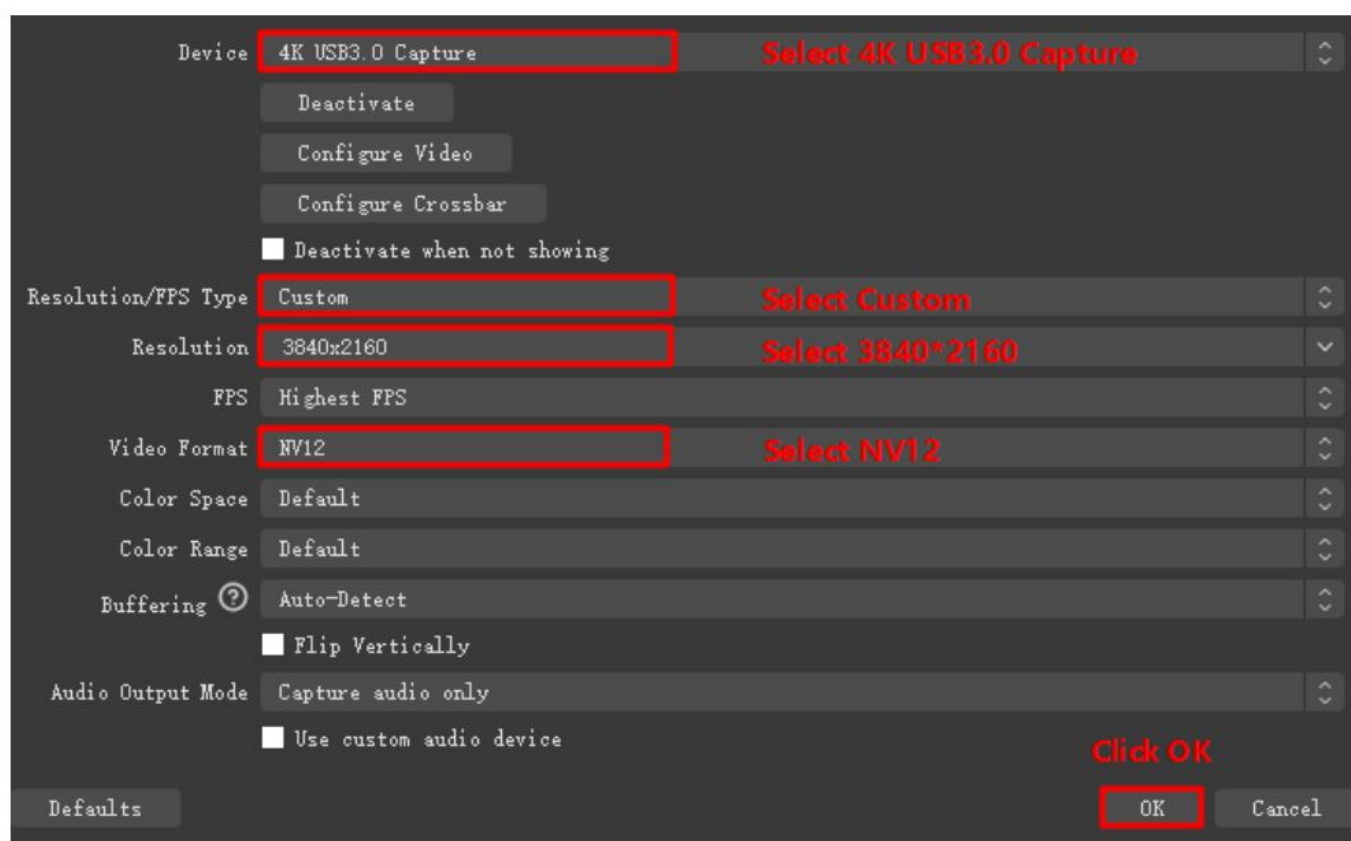 Device 4K USB3.0 Capture Select 4K USB3.0 Capture
Deactivate
Configure Video
Configure Crossbar
Deactivate when not showing
Resolution/FPS Type Custom Select Custom
Resolution 3840x2160 Select 3840*2160
FPS Highest FPS
Video Format NV12 Select NV12
Color Space Default
Color Range Default
Buffering ? Auto-Detect
Flip Vertically
Audio Output Mode Capture audio only
Use custom audio device
Click OK
Defaults OK Cancel